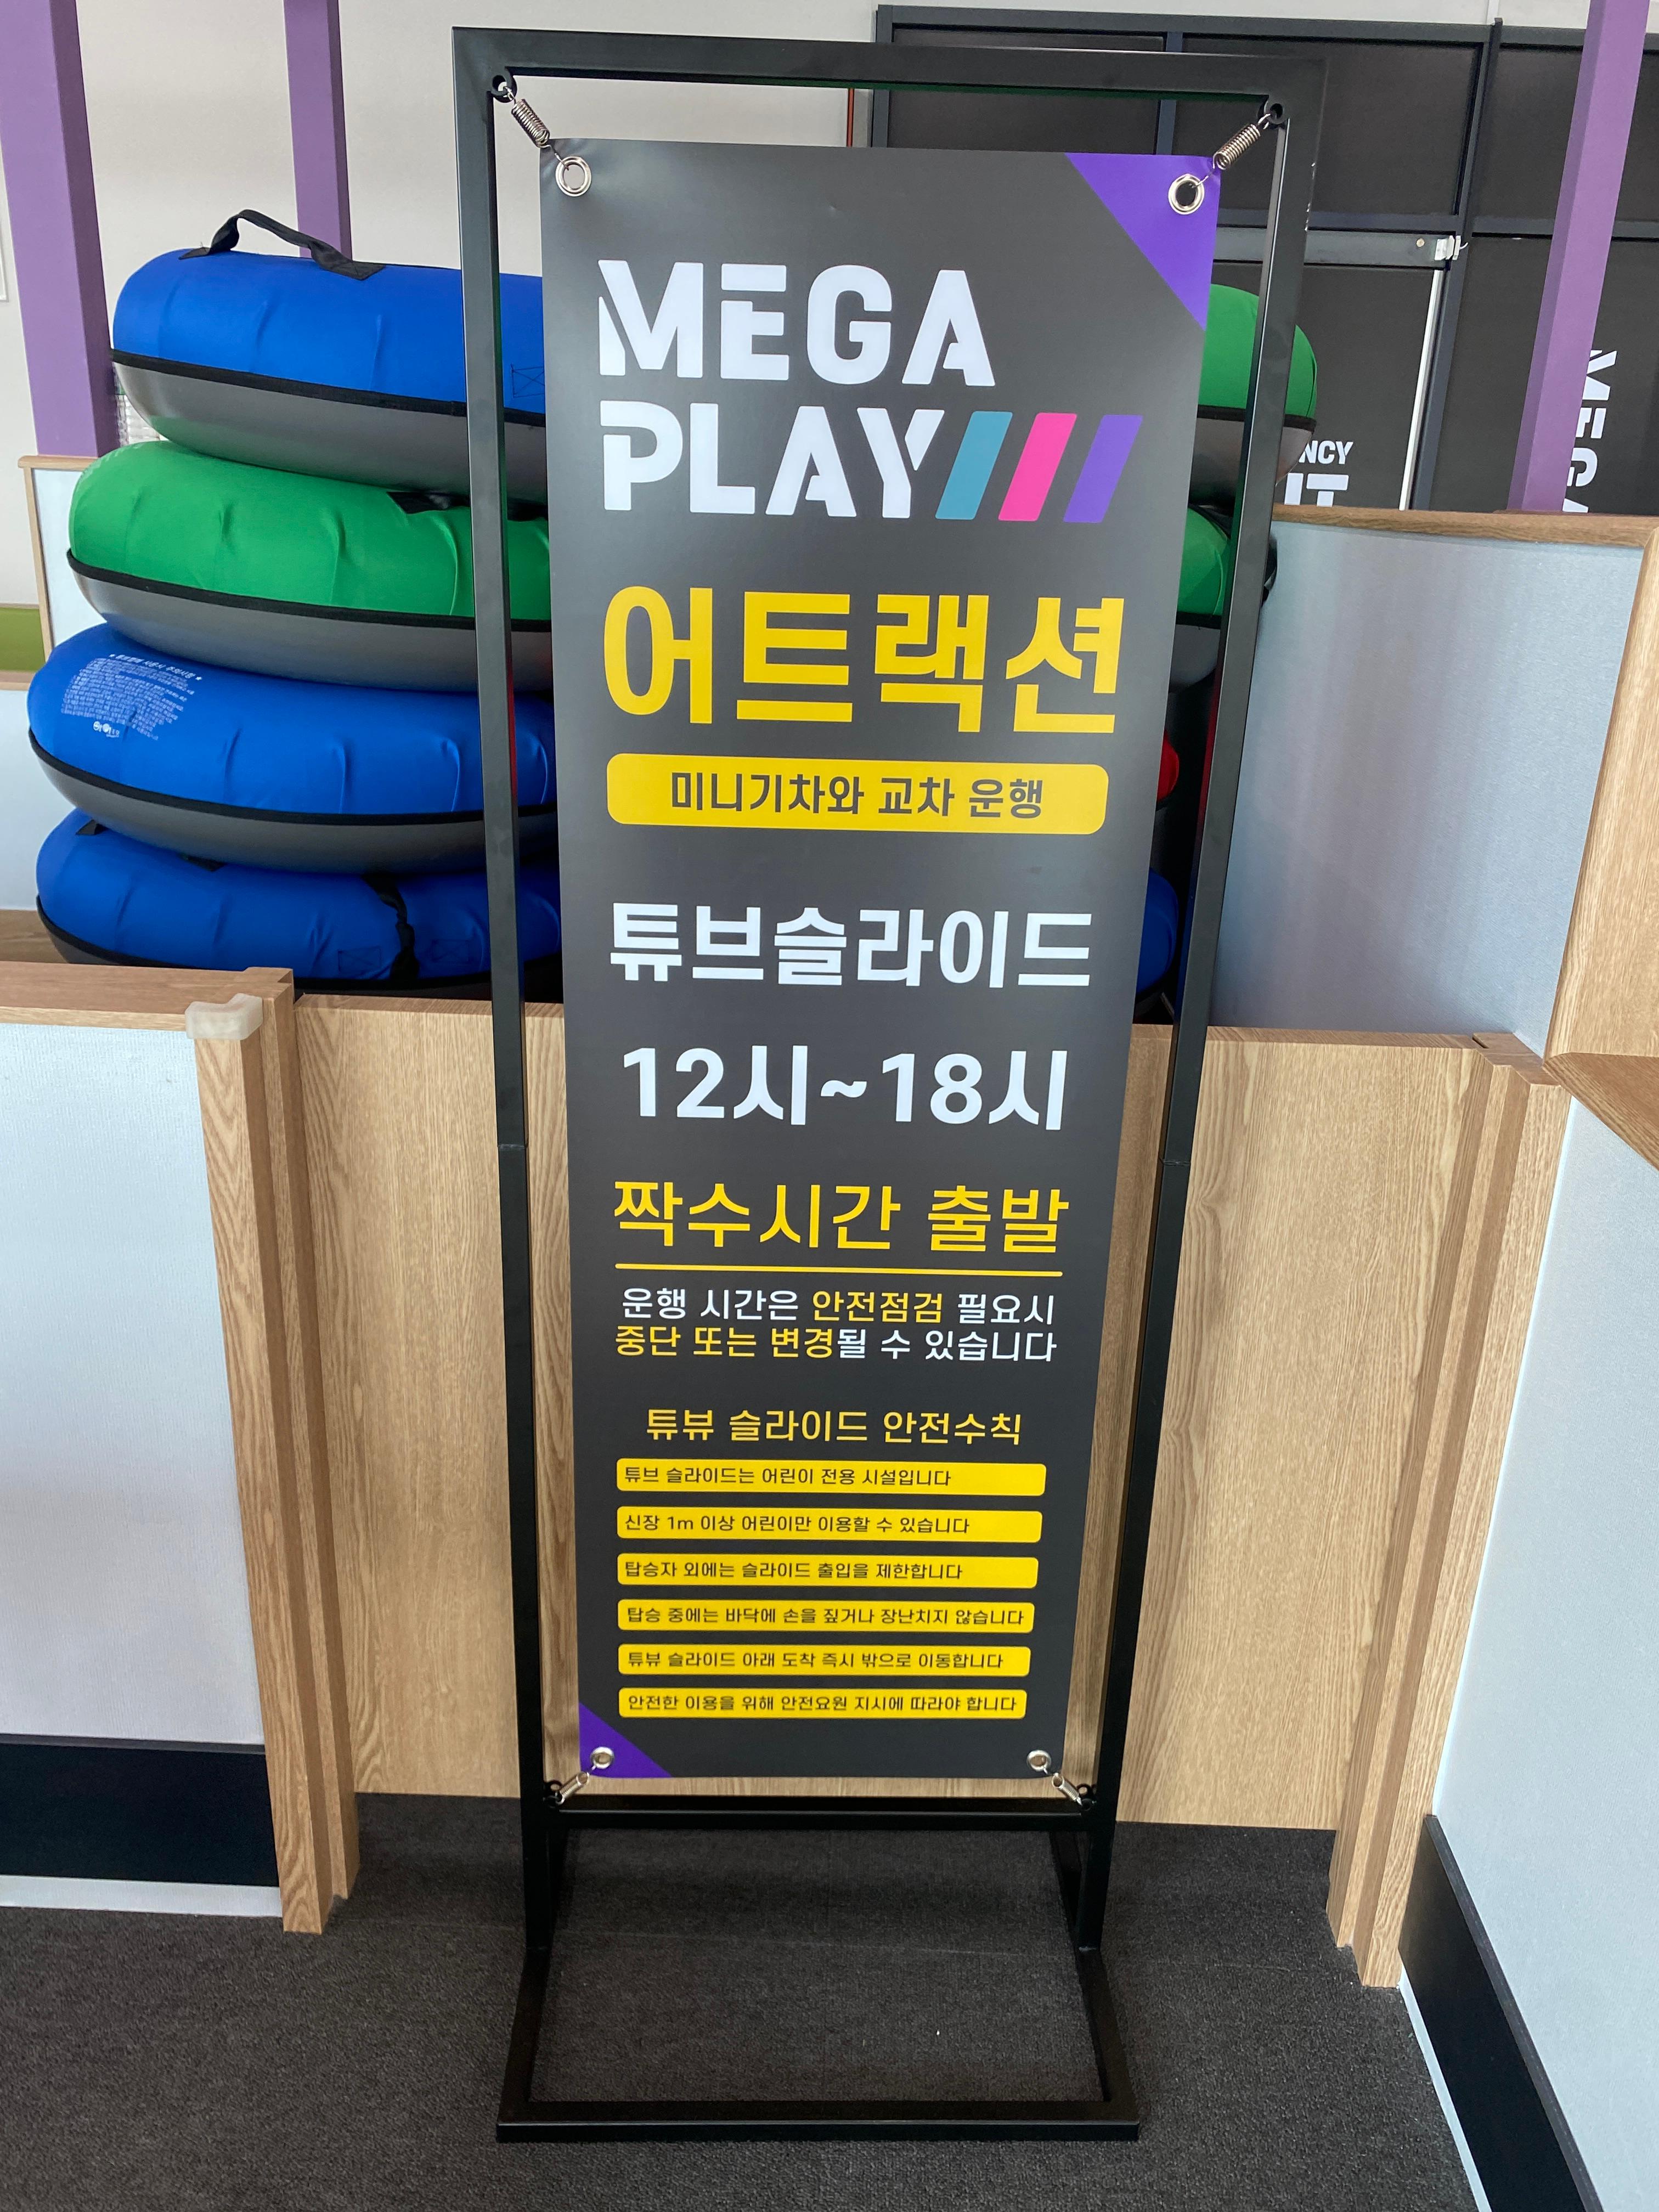 MEGA
PLAY
어트랙션
미니기차와 교차 운행
튜브슬라이드
12시~18시
짝수시간 출발
운행 시간은 안전점검 필요시
중단 또는 변경될 수 있습니다
튜뷰 슬라이드 안전수칙
튜브 슬라이드는 어린이 전용 시설입니다
신장 1m 이상 어린이만 이용할 수 있습니다
탑승자 외에는 슬라이드 출입을 제한합니다
탑승 중에는 바닥에 손을 짚거나 장난치지 않습니다
튜뷰 슬라이드 아래 도착 즉시 밖으로 이동합니다
안전한 이용을 위해 안전요원 지시에 따라야 합니다
NCY
IT
MEGA